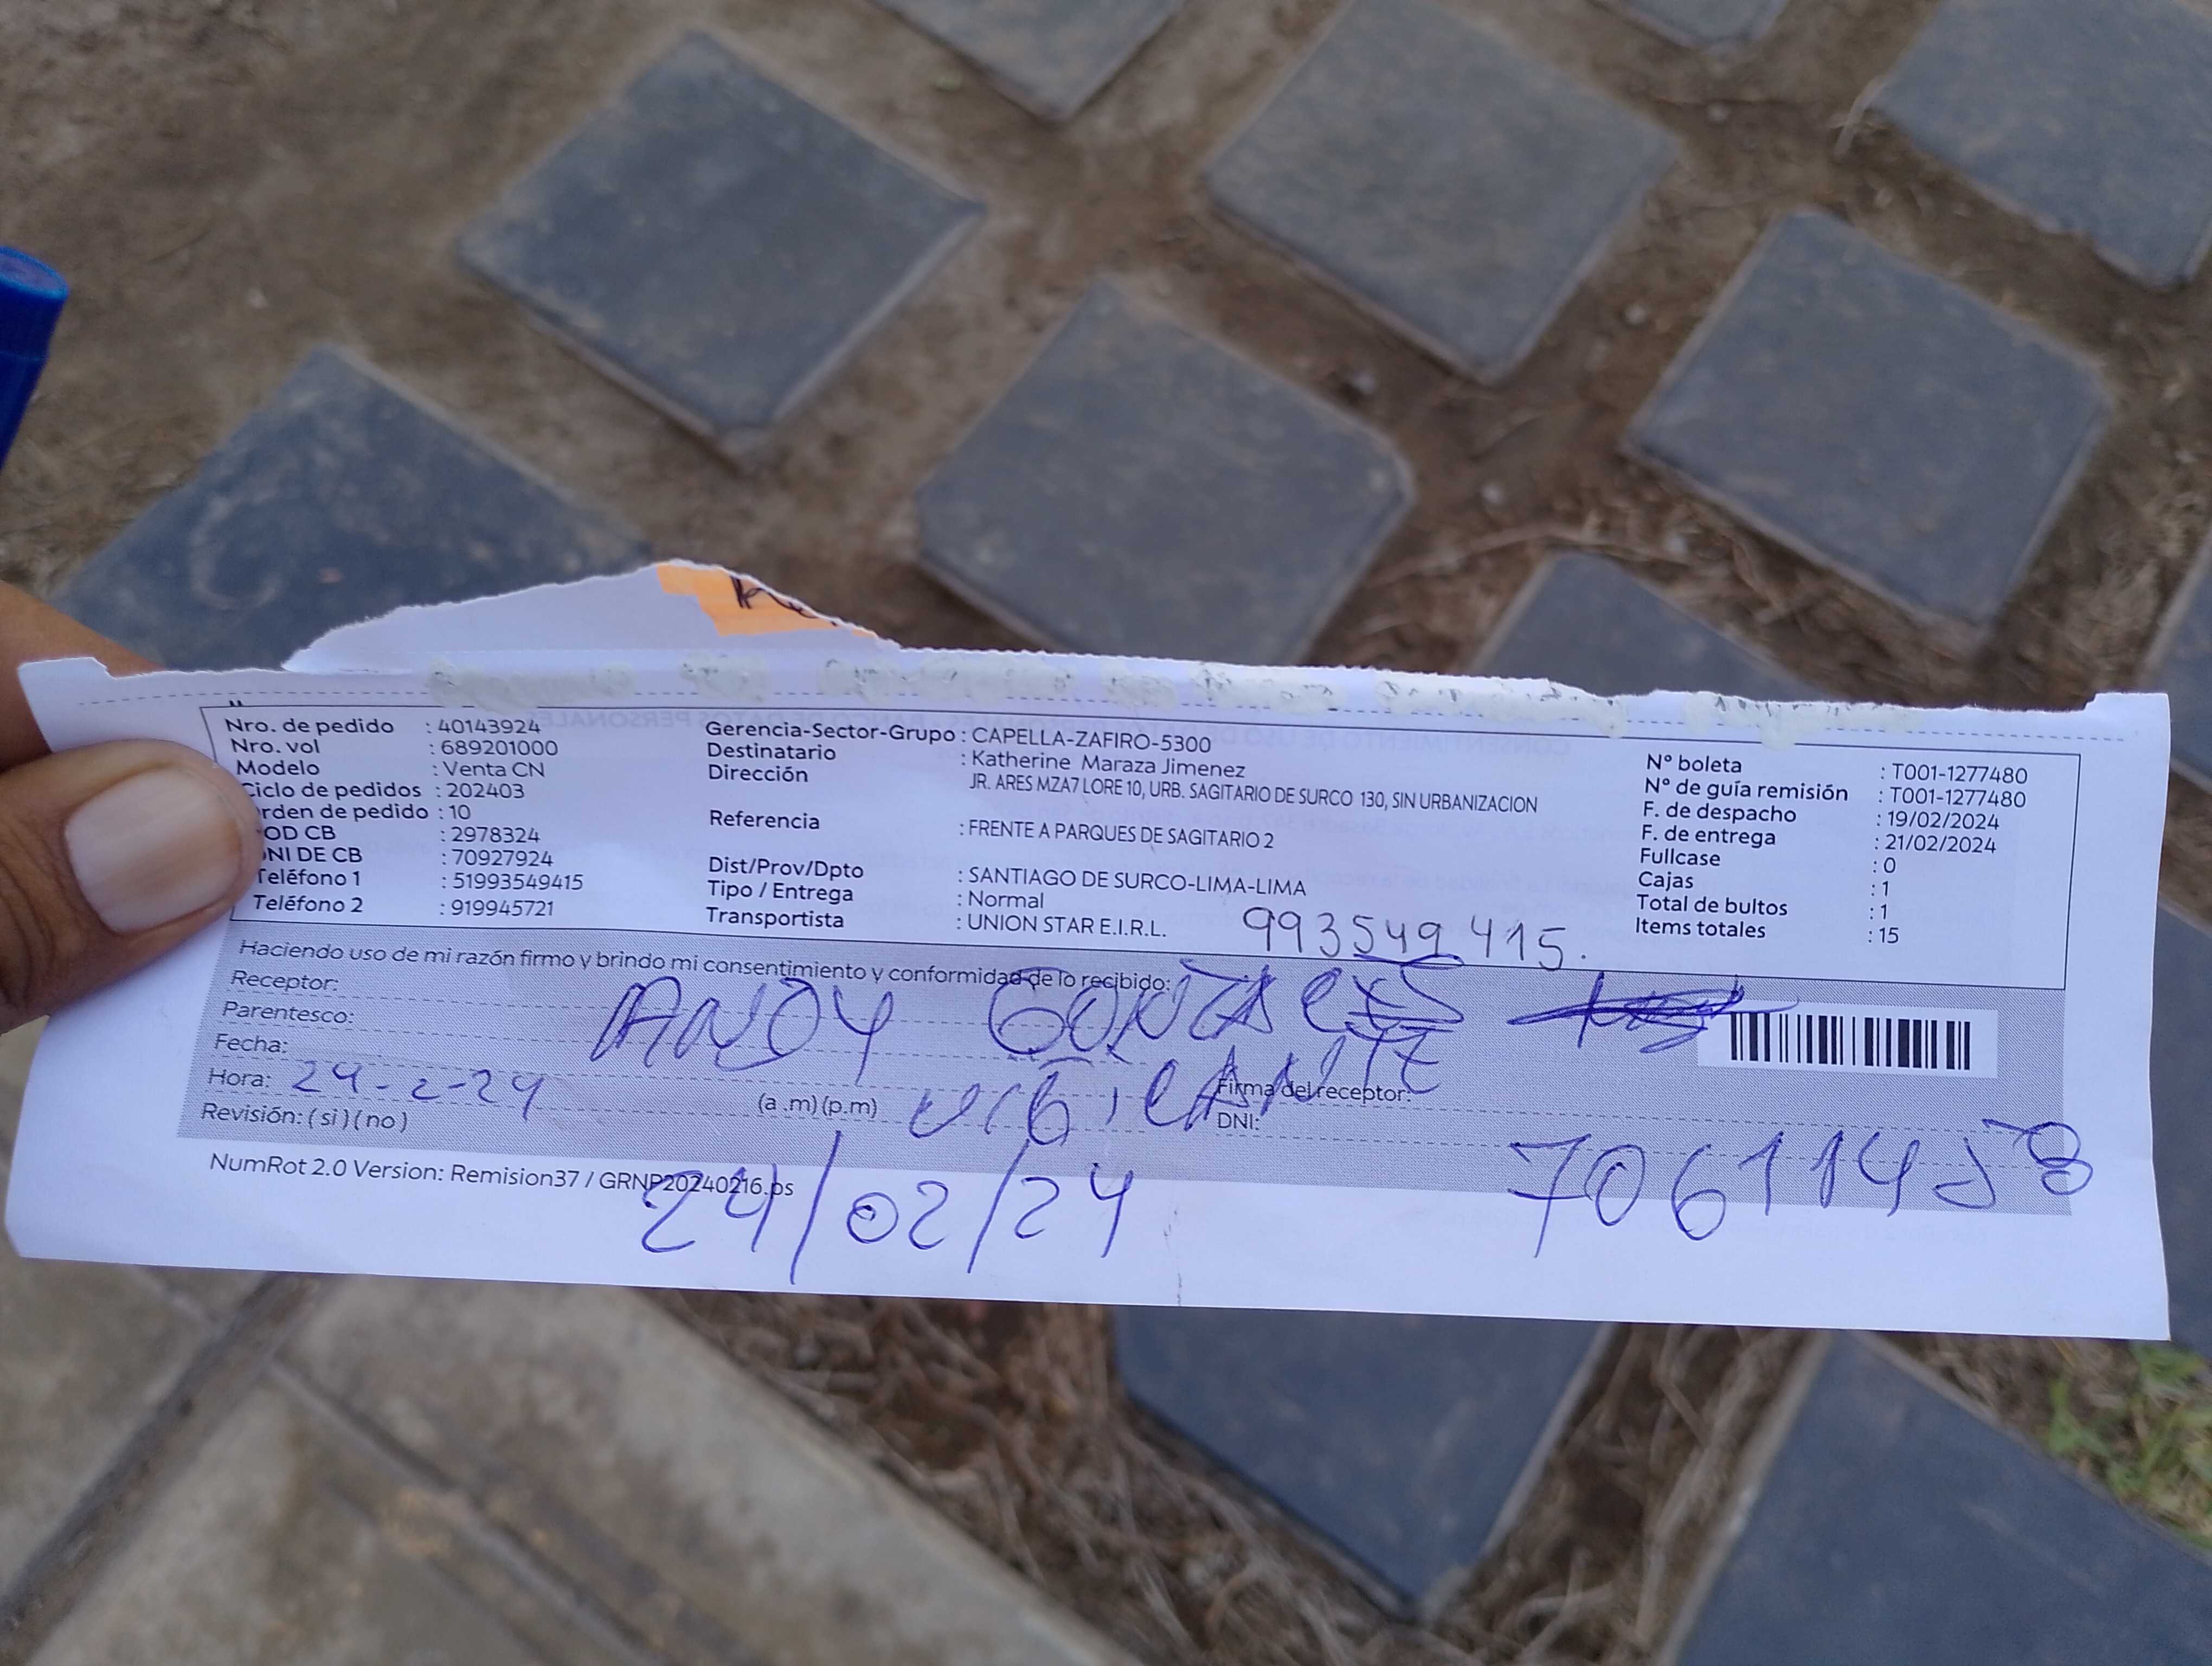 Nro. de pedido : 40143924
Nro. vol : 689201000
Modelo : Venta CN
Ciclo de pedidos : 202403
rden de pedido : 10
OD CB : 2978324
NI DE CB : 70927924
Teléfono 1 : 51993549415
Teléfono 2 : 919945721
Gerencia-Sector-Grupo : CAPELLA-ZAFIRO-5300
Destinatario : Katherine Maraza Jimenez
Dirección JR. ARES MZA7 LORE 10, URB. SAGITARIO DE SURCO 130, SIN URBANIZACION
Referencia : FRENTE A PARQUES DE SAGITARIO 2
Dist/Prov/Dpto : SANTIAGO DE SURCO-LIMA-LIMA
Tipo / Entrega : Normal
Transportista : UNION STAR E.I.R.L.
993549415.
N° boleta : T001-1277480
N° de guía remisión : T001-1277480
F. de despacho : 19/02/2024
F. de entrega : 21/02/2024
Fullcase : 0
Cajas : 1
Total de bultos : 1
Items totales : 15
Haciendo uso de mi razón firmo y brindo mi consentimiento y conformidad de lo recibido:
Receptor: ANDY GONZALES
Parentesco:
Fecha:
Hora: 24-2-24 (a.m)(p.m) VIGILANTE Firma del receptor:
Revisión: (si)(no) DNI: 70611458
NumRot 2.0 Version: Remision37 / GRNP20240216.ps
24/02/24